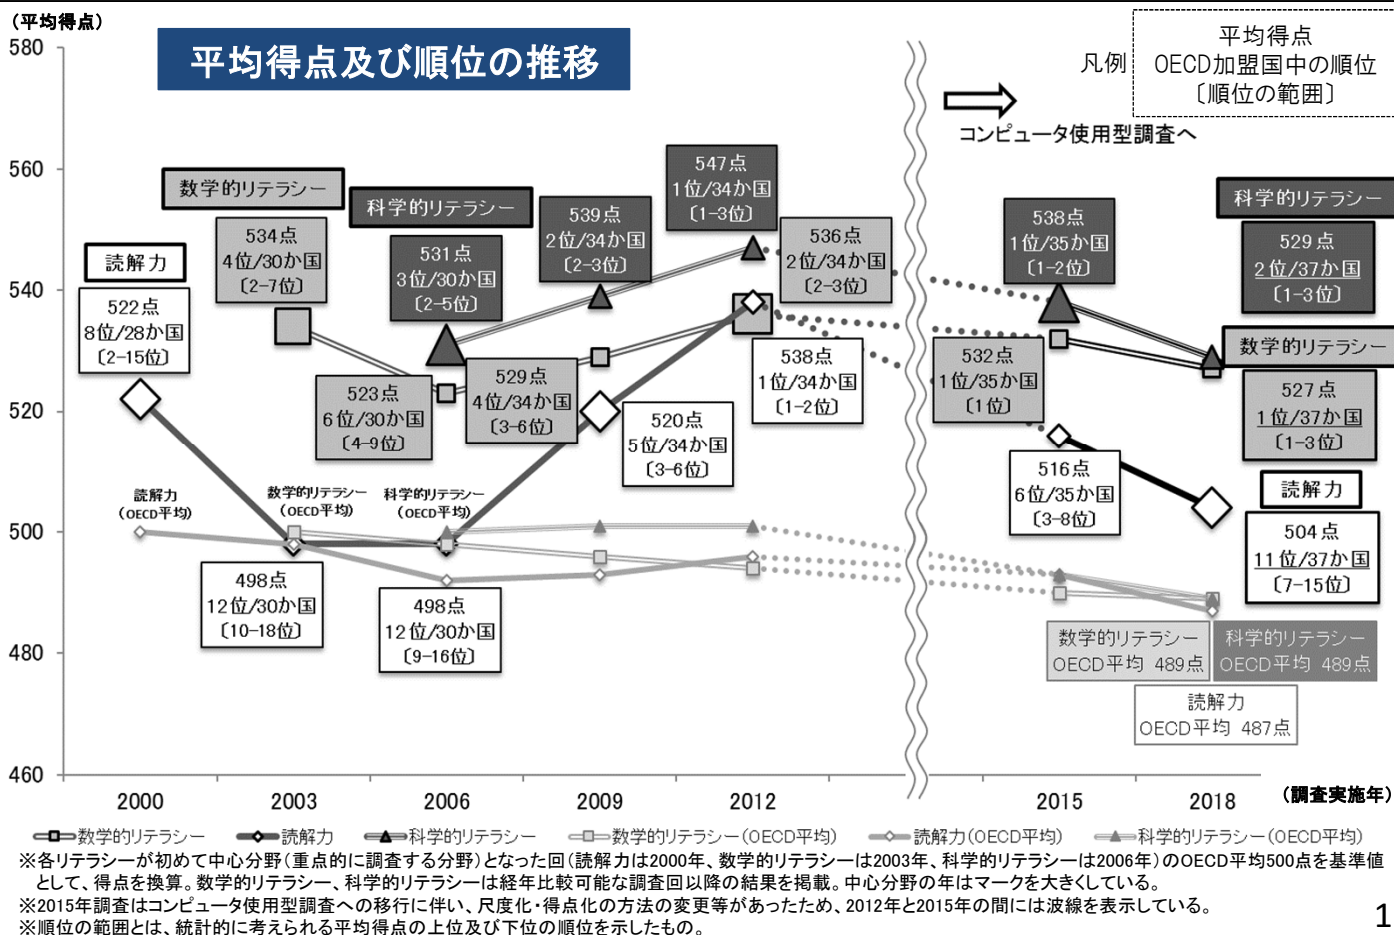 (平均得点)
平均得点及び順位の推移
凡例
平均得点
OECD加盟国中の順位
〔順位の範囲〕
コンピュータ使用型調査へ
580
560
540
520
500
480
460
読解力
522点
8位/28か国
〔2-15位〕
数学的リテラシー
534点
4位/30か国
〔2-7位〕
科学的リテラシー
531点
3位/30か国
〔2-5位〕
539点
2位/34か国
〔2-3位〕
547点
1位/34か国
〔1-3位〕
536点
2位/34か国
〔2-3位〕
538点
1位/35か国
〔1-2位〕
科学的リテラシー
529点
2位/37か国
〔1-3位〕
523点
6位/30か国
〔4-9位〕
529点
4位/34か国
〔3-6位〕
520点
5位/34か国
〔3-6位〕
538点
1位/34か国
〔1-2位〕
532点
1位/35か国
〔1位〕
数学的リテラシー
527点
1位/37か国
〔1-3位〕
516点
6位/35か国
〔3-8位〕
読解力
504点
11位/37か国
〔7-15位〕
読解力
(OECD平均)
数学的リテラシー
(OECD平均)
科学的リテラシー
(OECD平均)
498点
12位/30か国
〔10-18位〕
498点
12位/30か国
〔9-16位〕
数学的リテラシー
OECD平均 489点
科学的リテラシー
OECD平均 489点
読解力
OECD平均 487点
2000 2003 2006 2009 2012 2015 2018
(調査実施年)
数学的リテラシー 読解力 科学的リテラシー 数学的リテラシー(OECD平均) 読解力(OECD平均) 科学的リテラシー(OECD平均)
※各リテラシーが初めて中心分野(重点的に調査する分野)となった回(読解力は2000年、数学的リテラシーは2003年、科学的リテラシーは2006年)のOECD平均500点を基準値
として、得点を換算。数学的リテラシー、科学的リテラシーは経年比較可能な調査回以降の結果を掲載。中心分野の年はマークを大きくしている。
※2015年調査はコンピュータ使用型調査への移行に伴い、尺度化・得点化の方法の変更等があったため、2012年と2015年の間には波線を表示している。
※順位の範囲とは、統計的に考えられる平均得点の上位及び下位の順位を示したもの。
1